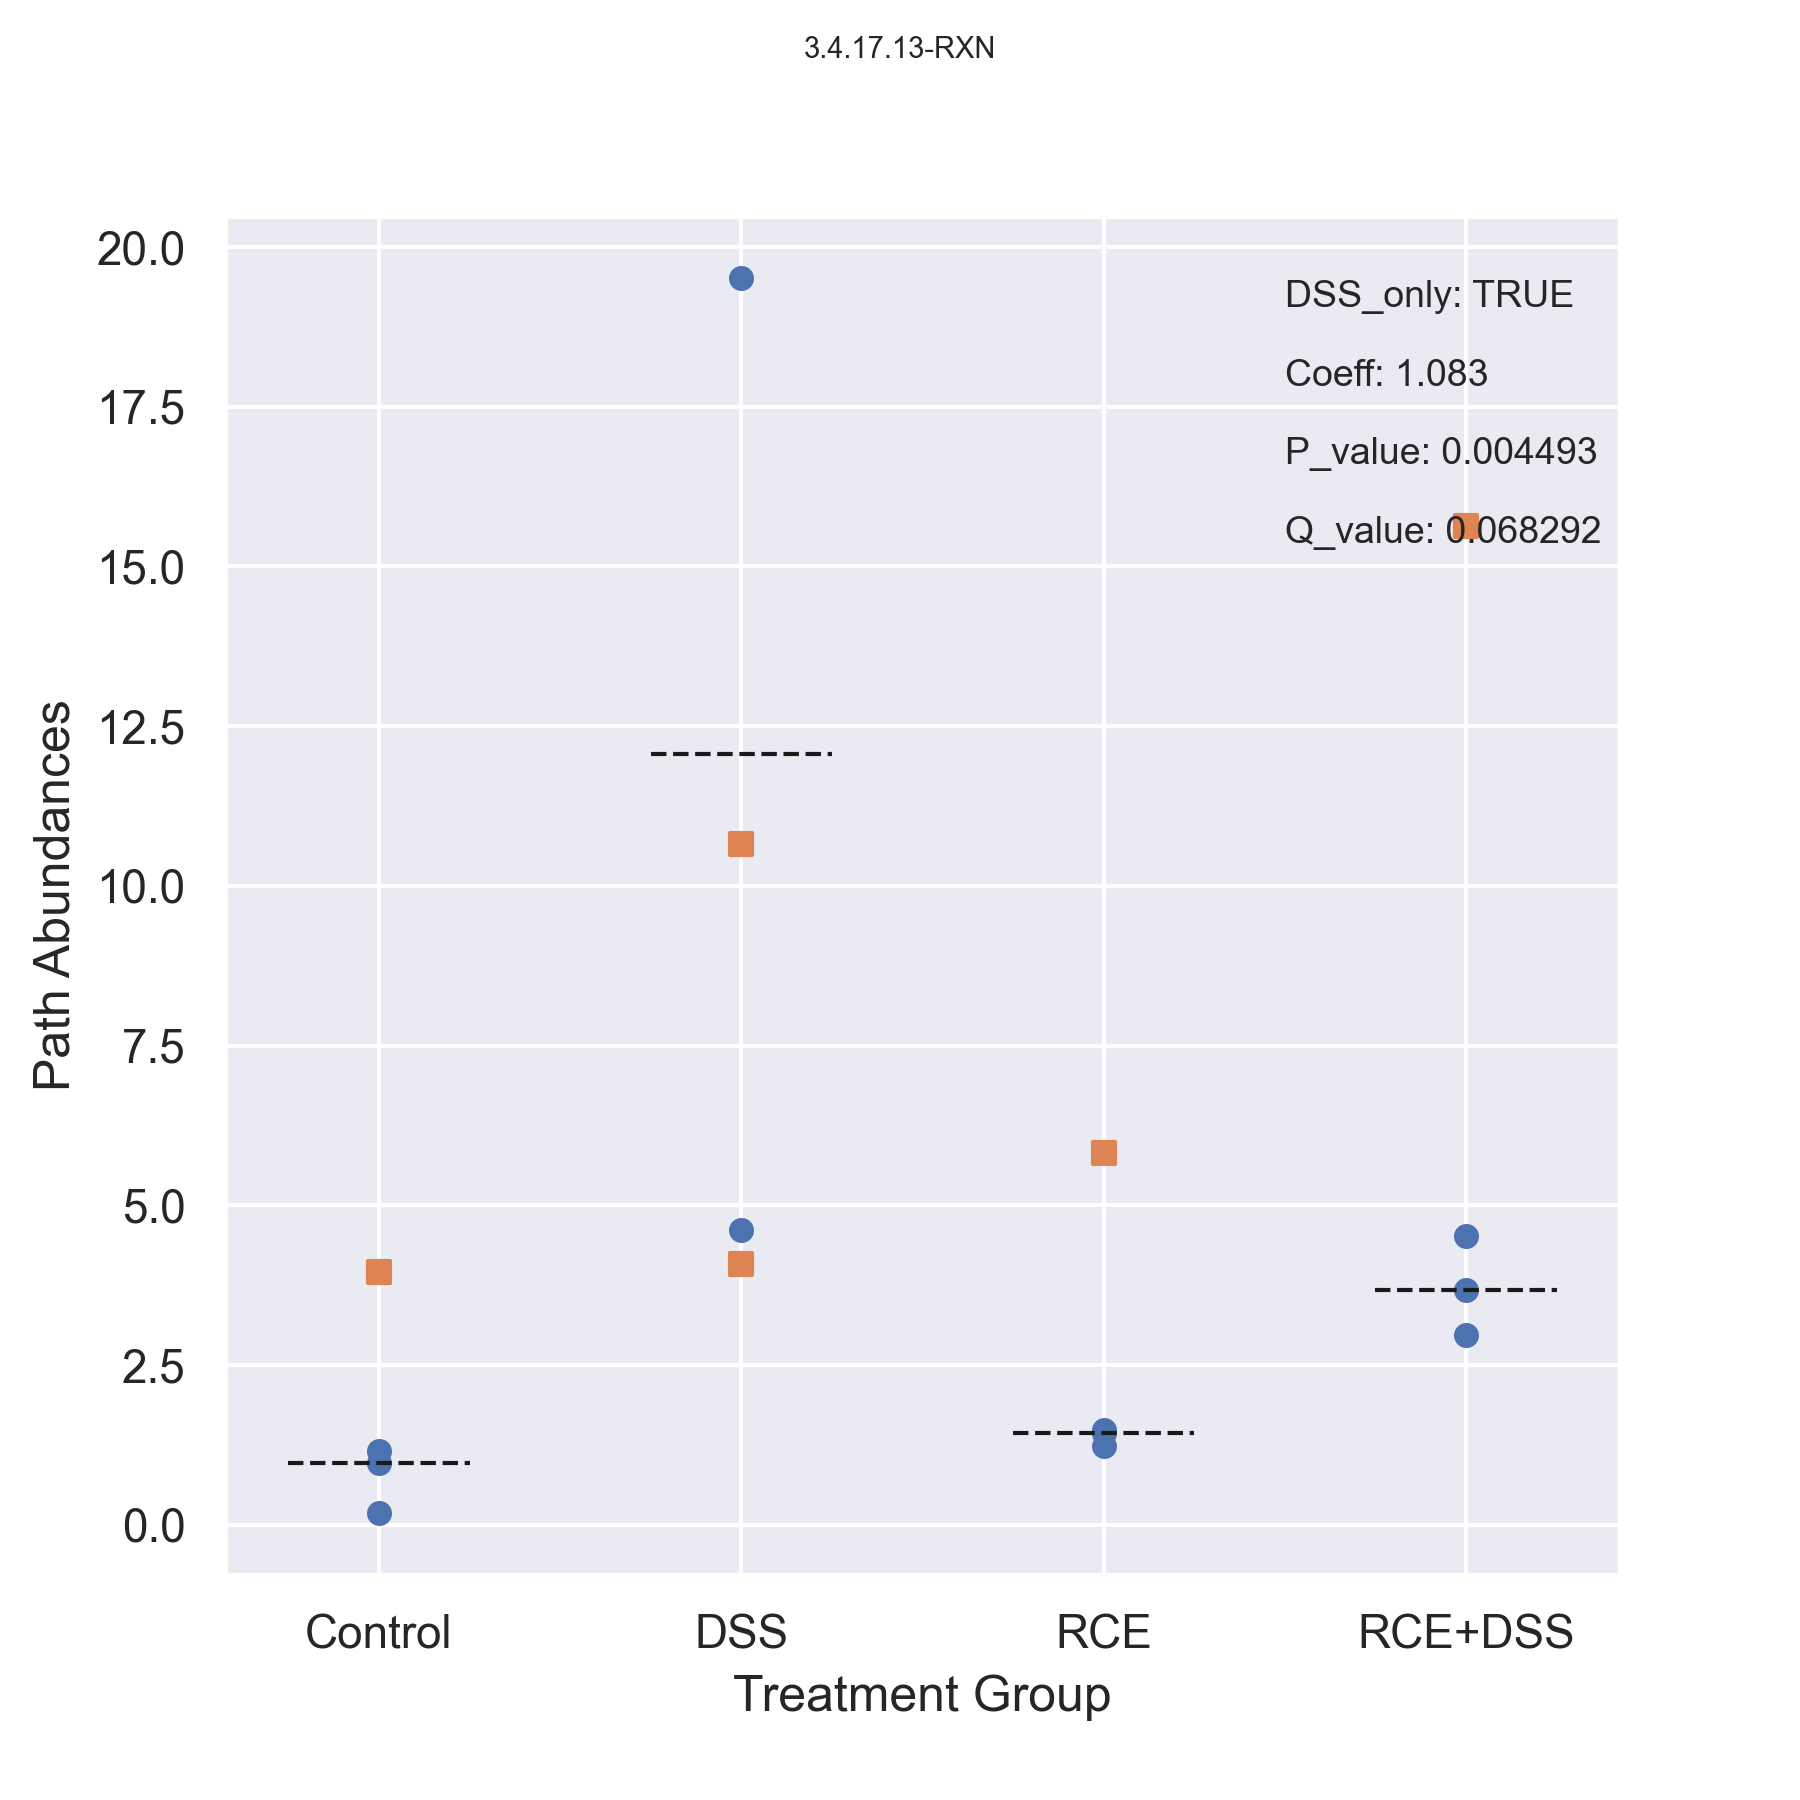 3.4.17.13-RXN
20.0
17.5
15.0
12.5
10.0
7.5
5.0
2.5
0.0
Path Abundances
DSS_only: TRUE
Coeff: 1.083
P_value: 0.004493
Q_value: 0.068292
Control DSS RCE RCE+DSS
Treatment Group